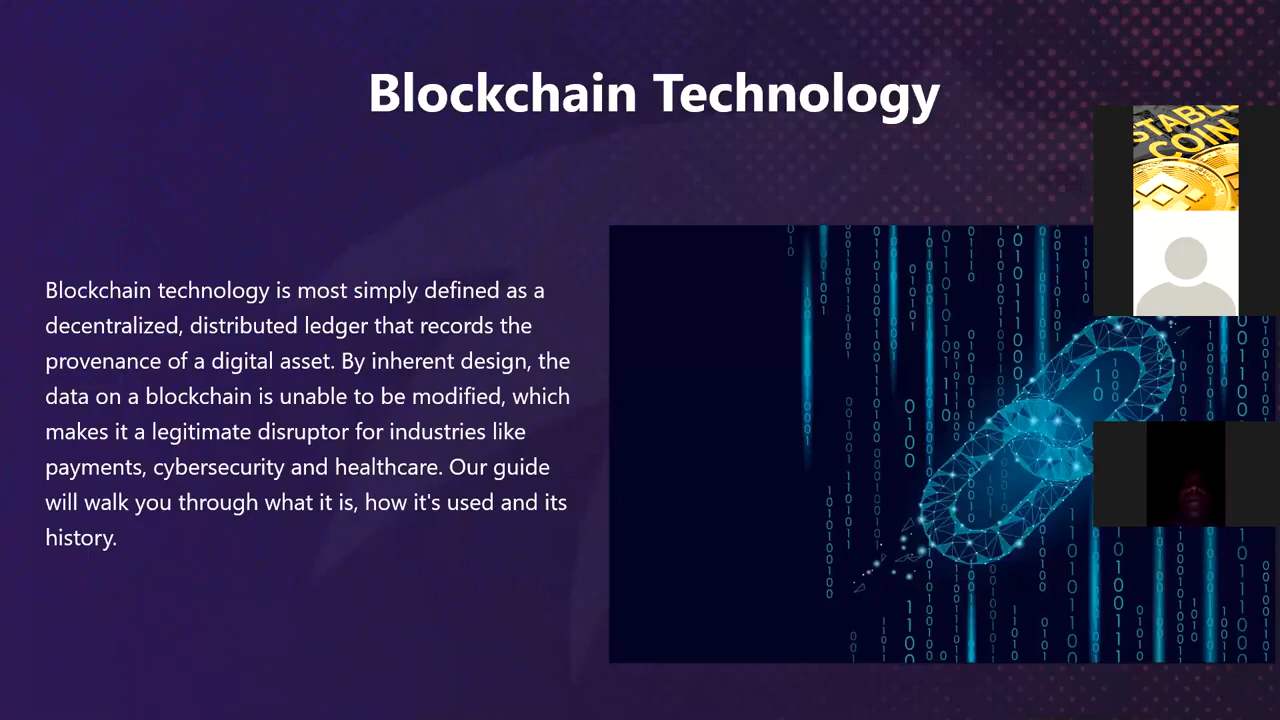 Blockchain Technology
STABLE
COIN
Blockchain technology is most simply defined as a
decentralized, distributed ledger that records the
provenance of a digital asset. By inherent design, the
data on a blockchain is unable to be modified, which
makes it a legitimate disruptor for industries like
payments, cybersecurity and healthcare. Our guide
will walk you through what it is, how it's used and its
history.